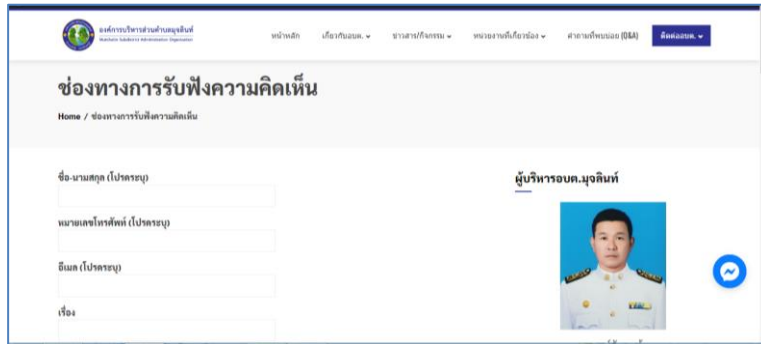 องค์การบริหารส่วนตำบลมุจลินท์
หน้าหลัก เกี่ยวกับอบต. ข่าวสาร/กิจกรรม หน่วยงานที่เกี่ยวข้อง คำถามที่พบบ่อย (Q&A) ติดต่ออบต.
ช่องทางการรับฟังความคิดเห็น
Home / ช่องทางการรับฟังความคิดเห็น
ชื่อ-นามสกุล (โปรดระบุ)
หมายเลขโทรศัพท์ (โปรดระบุ)
อีเมล (โปรดระบุ)
เรื่อง
ผู้บริหารอบต.มุจลินท์